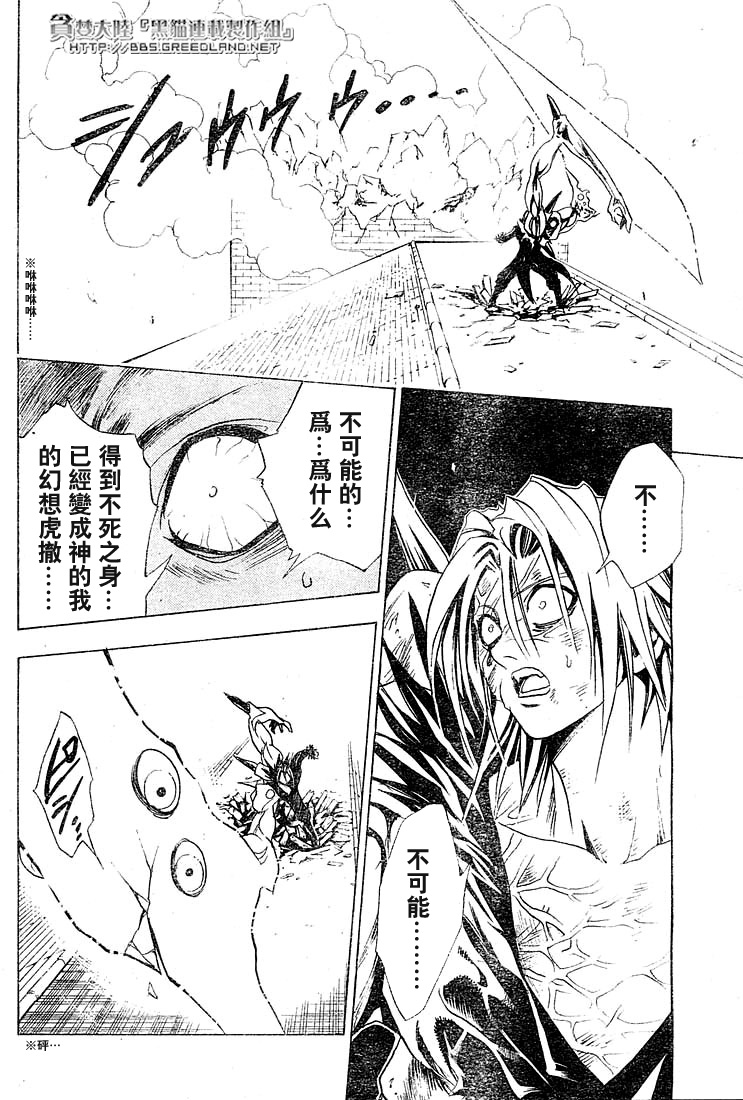 貪婪大陸『黑貓連載製作組』
HTTP://BBS.GREEDLAND.NET
シュウウウウ…‥‥
※咻咻咻咻……
不…
不可能………
不可能的…
爲…爲什么
得到不死之身…
已經變成神的我
的幻想虎撤……
ピシ…
※砰…